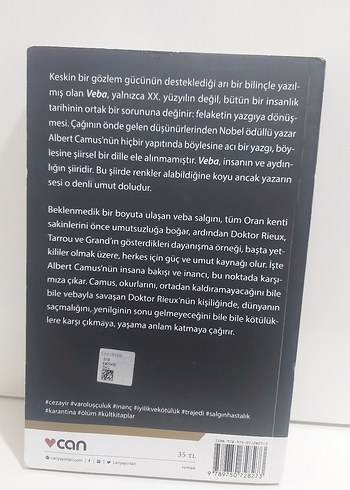 Keskin bir gözlem gücünün desteklediği arı bir bilinçle yazıl-
mış olan Veba, yalnızca XX. yüzyılın değil, bütün bir insanlık
tarihinin ortak bir sorununa değinir: felaketin yazgıya dönüş-
mesi. Çağının önde gelen düşünürlerinden Nobel ödüllü yazar
Albert Camus'nün hiçbir yapıtında böylesine acı bir yazgı, böy-
lesine şiirsel bir dille ele alınmamıştır. Veba, insanın ve aydın-
lığın şiiridir. Bu şiirde renkler alabildiğine koyu ancak yazarın
sesi o denli umut doludur.
Beklenmedik bir boyuta ulaşan veba salgını, tüm Oran kenti
sakinlerini önce umutsuzluğa boğar, ardından Doktor Rieux,
Tarrou ve Grand'ın gösterdikleri dayanışma örneği, başta yet-
kililer olmak üzere, herkes için güç ve umut kaynağı olur. İşte
Albert Camus'nün insana bakışı ve inancı, bu noktada karşı-
mıza çıkar. Camus, okurlarını, ortadan kaldıramayacağını bile
bile vebayla savaşan Doktor Rieux'nün kişiliğinde, dünyanın
saçmalığını, yenilginin sonu gelmeyeceğini bile bile kötülük-
lere karşı çıkmaya, yaşama anlam katmaya çağırır.
#cezayir #varoluşçuluk #inanç #iyilikvekötülük #trajedi #salgınhastalık
#karantina #ölüm #kültkitaplar
can
35 TL
9 789750 728273